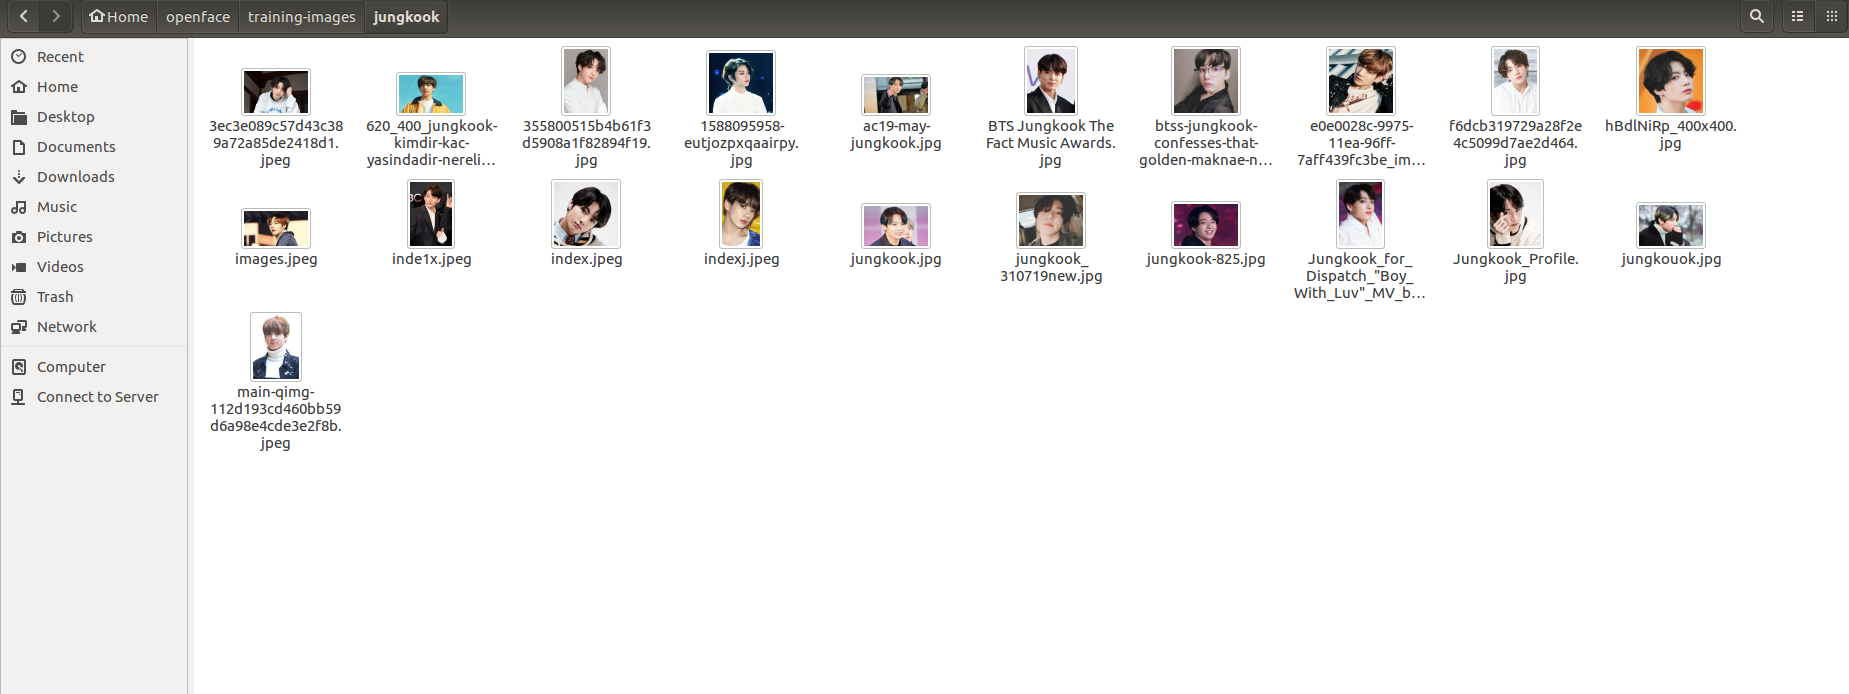 Home openface training-images jungkook
Recent
Home
Desktop
Documents
Downloads
Music
Pictures
Videos
Trash
Network
Computer
Connect to Server
3ec3e089c57d43c38
9a72a85de2418d1.
jpeg
620_400_jungkook-
kimdir-kac-
yasindadir-nereli...
355800515b4b61f3
d5908a1f82894f19.
jpg
1588095958-
eutjozpxqaairpy.
jpg
ac19-may-
jungkook.jpg
BTS Jungkook The
Fact Music Awards.
jpg
btss-jungkook-
confesses-that-
golden-maknae-n...
e0e0028c-9975-
11ea-96ff-
7aff439fc3be_im...
f6dcb319729a28f2e
4c5099d7ae2d464.
jpg
hBdlNiRp_400x400.
jpg
images.jpeg
inde1x.jpeg
index.jpeg
indexj.jpeg
jungkook.jpg
jungkook_
310719new.jpg
jungkook-825.jpg
Jungkook_for_
Dispatch_"Boy_
With_Luv"_MV_b...
Jungkook_Profile.
jpg
jungkouok.jpg
main-qimg-
112d193cd460bb59
d6a98e4cde3e2f8b.
jpeg